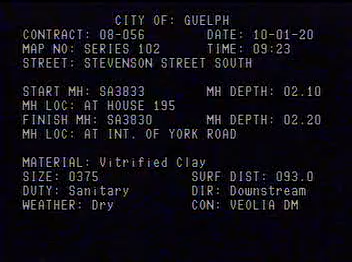 CITY OF: GUELPH
CONTRACT: 08-056 DATE: 10-01-20
MAP NO: SERIES 102 TIME: 09:23
STREET: STEVENSON STREET SOUTH
START MH: SA3833 MH DEPTH: 02.10
MH LOC: AT HOUSE 195
FINISH MH: SA3830 MH DEPTH: 02.20
MH LOC: AT INT. OF YORK ROAD
MATERIAL: Vitrified Clay
SIZE: 0375 SURF DIST: 093.0
DUTY: Sanitary DIR: Downstream
WEATHER: Dry CON: VEOLIA DM